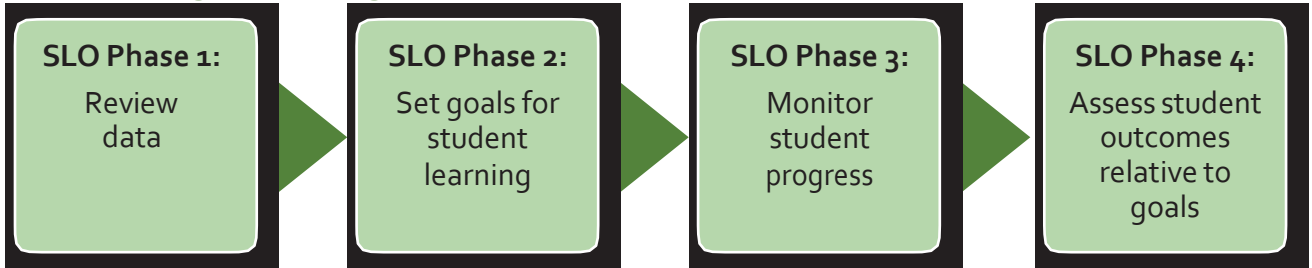 SLO Phase 1:
Review
data
SLO Phase 2:
Set goals for
student
learning
SLO Phase 3:
Monitor
student
progress
SLO Phase 4:
Assess student
outcomes
relative to
goals